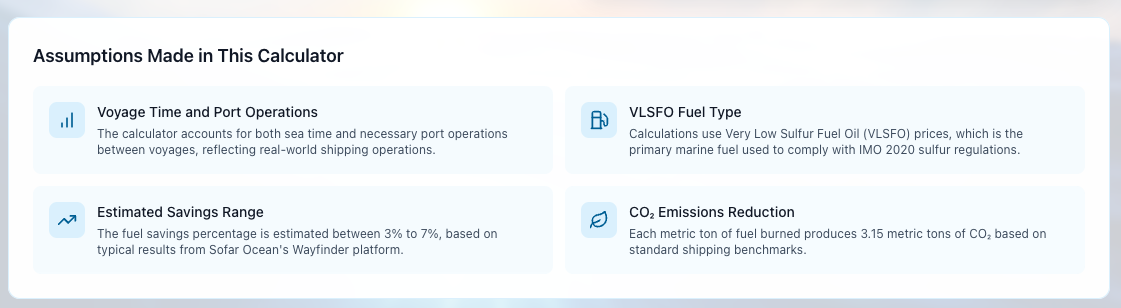 Assumptions Made in This Calculator
Voyage Time and Port Operations
The calculator accounts for both sea time and necessary port operations
between voyages, reflecting real-world shipping operations.
VLSFO Fuel Type
Calculations use Very Low Sulfur Fuel Oil (VLSFO) prices, which is the
primary marine fuel used to comply with IMO 2020 sulfur regulations.
Estimated Savings Range
The fuel savings percentage is estimated between 3% to 7%, based on
typical results from Sofar Ocean's Wayfinder platform.
CO₂ Emissions Reduction
Each metric ton of fuel burned produces 3.15 metric tons of CO₂ based on
standard shipping benchmarks.